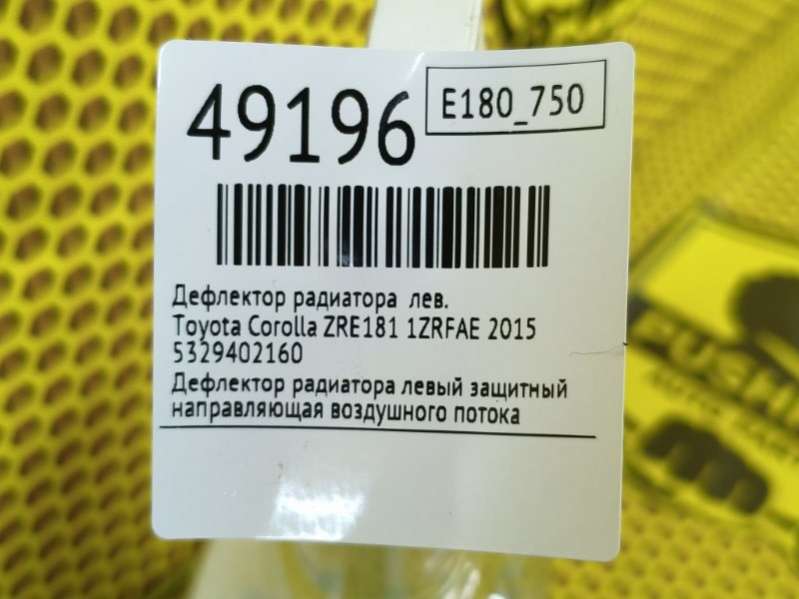 49196
E180_750
Дефлектор радиатора лев.
Toyota Corolla ZRE181 1ZRFAE 2015
5329402160
Дефлектор радиатора левый защитный
направляющая воздушного потока